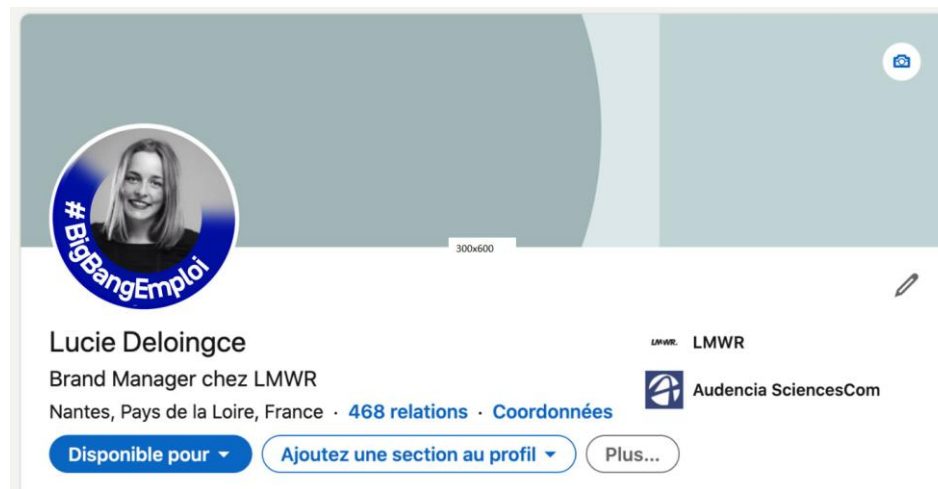 #BigBangEmploi
300x600
Lucie Deloingce
Brand Manager chez LMWR
Nantes, Pays de la Loire, France · 468 relations · Coordonnées
LMWR. LMWR
Audencia SciencesCom
Disponible pour
Ajoutez une section au profil
Plus...